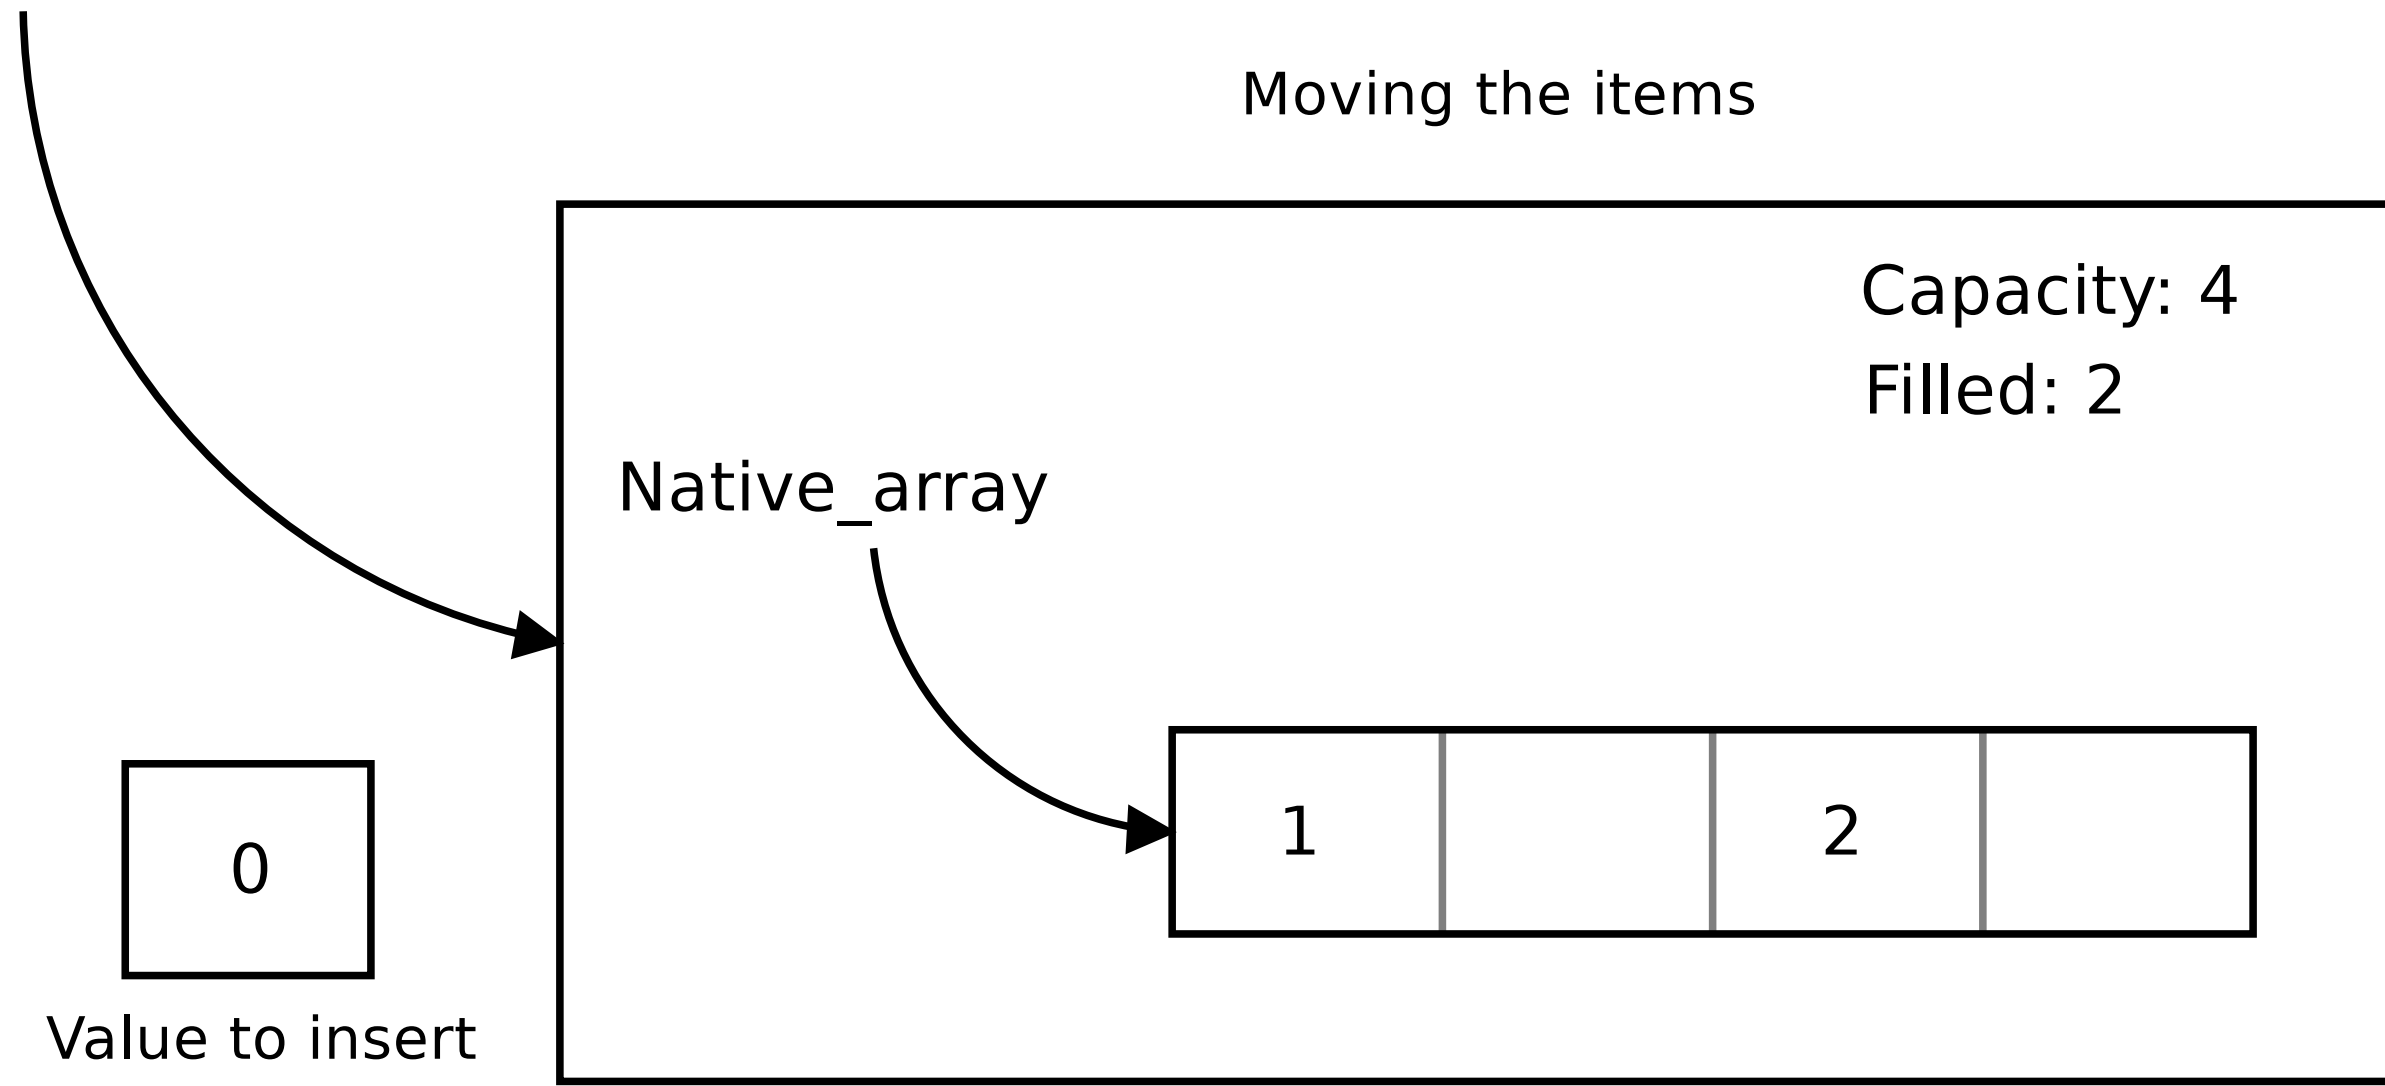 Moving the items
Capacity: 4
Filled: 2
Native_array
1 2
0
Value to insert